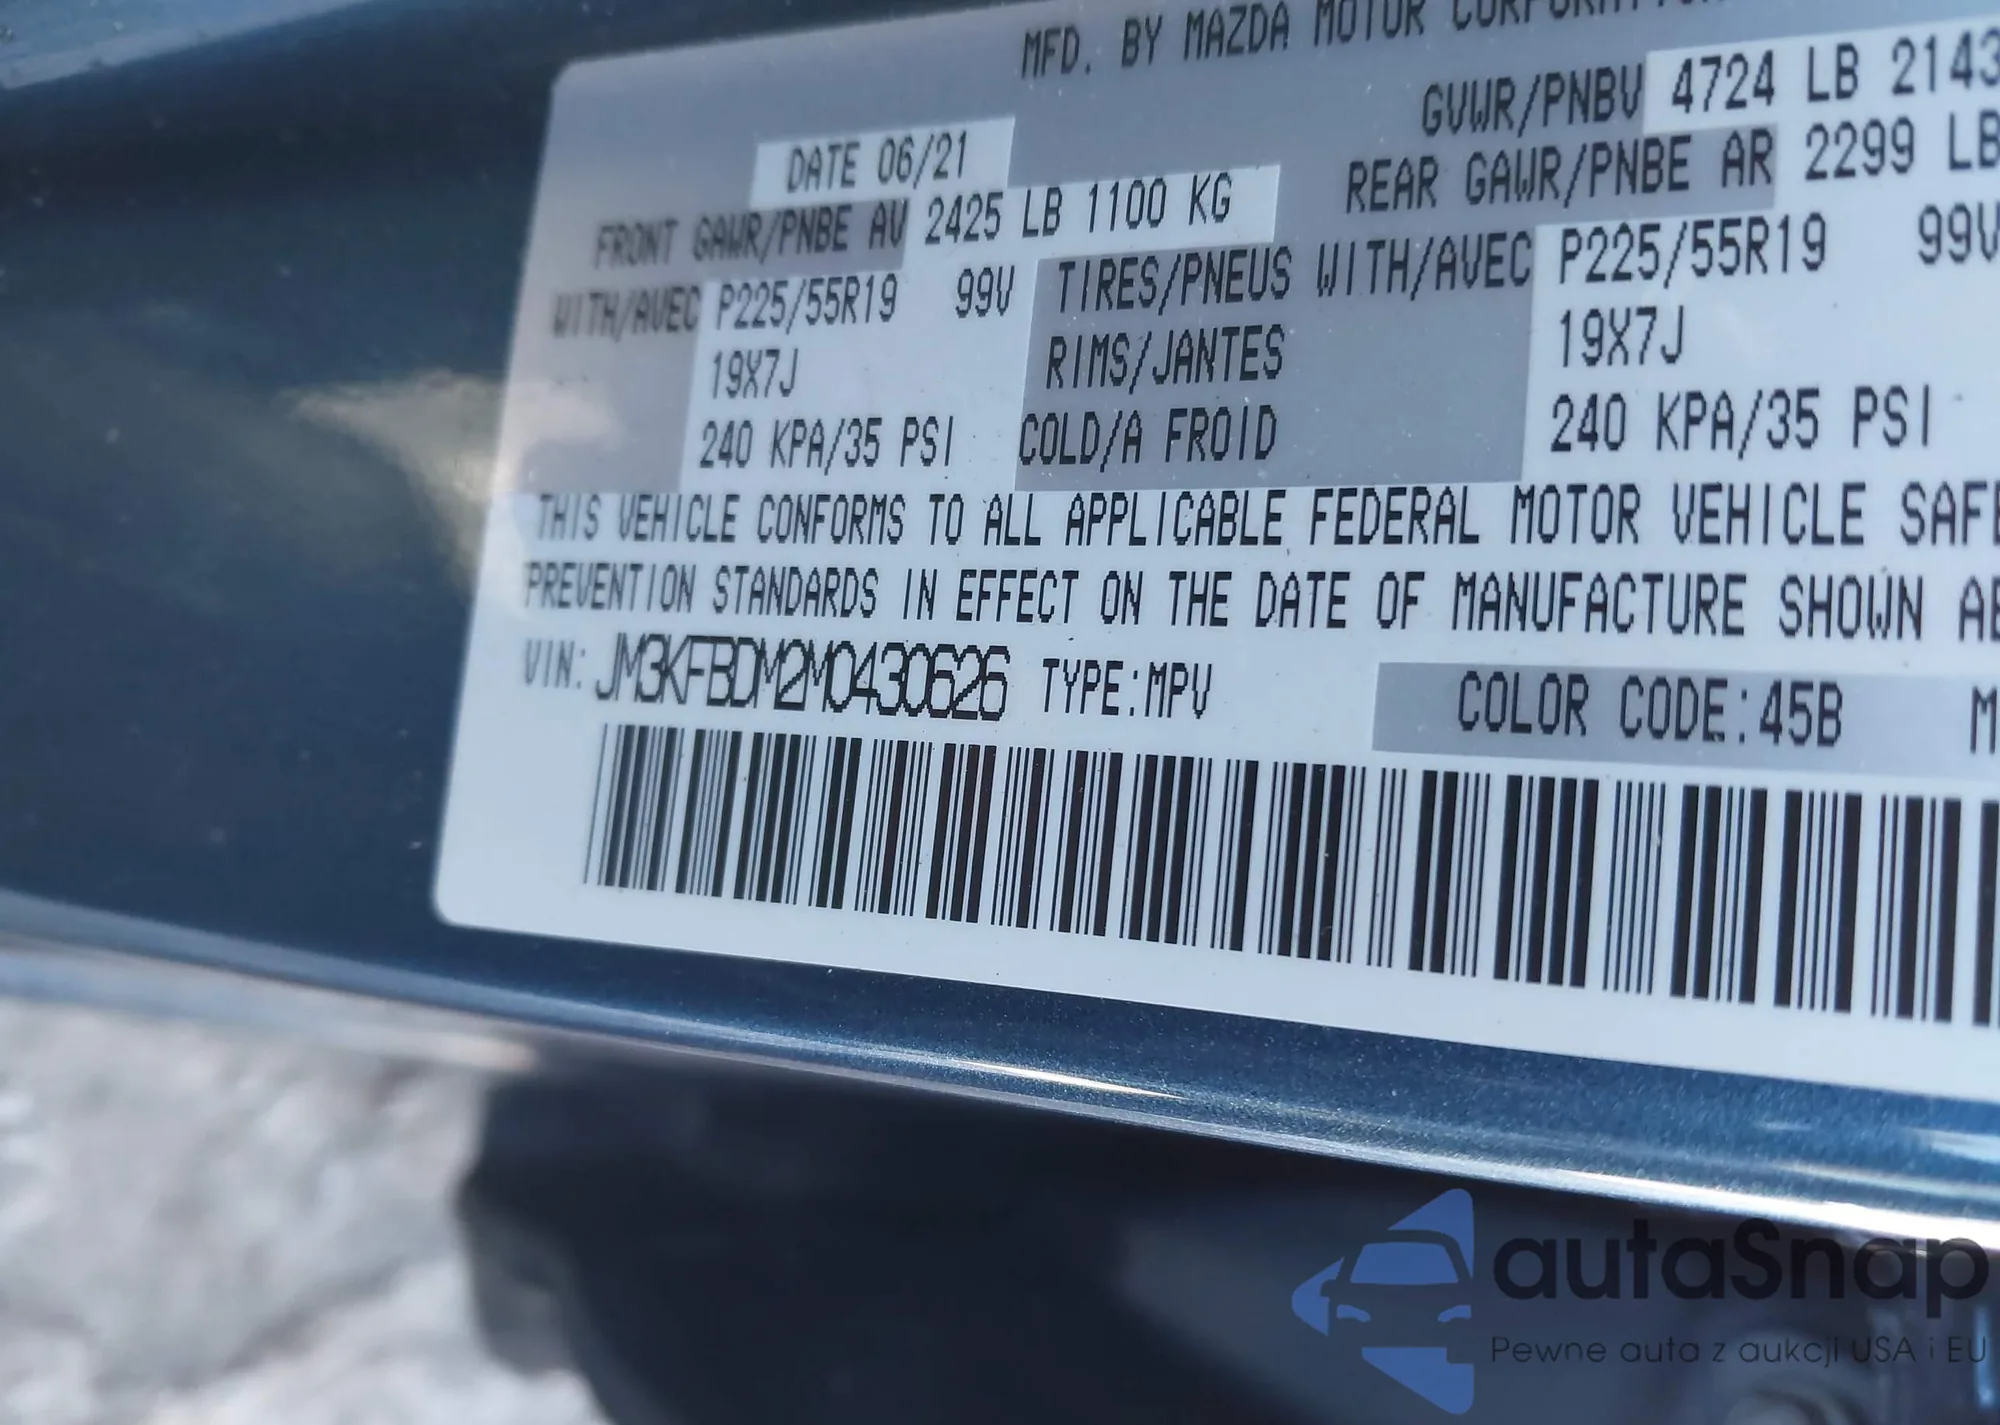 MFD. BY MAZDA MOTOR CORPORATION
DATE 06/21 GVWR/PNBV 4724 LB 2143
FRONT GAWR/PNBE AV 2425 LB 1100 KG REAR GAWR/PNBE AR 2299 LB
WITH/AVEC P225/55R19 99V TIRES/PNEUS WITH/AVEC P225/55R19 99V
19X7J RIMS/JANTES 19X7J
240 KPA/35 PSI COLD/A FROID 240 KPA/35 PSI
THIS VEHICLE CONFORMS TO ALL APPLICABLE FEDERAL MOTOR VEHICLE SAFE
PREVENTION STANDARDS IN EFFECT ON THE DATE OF MANUFACTURE SHOWN AB
VIN: JM3KFBDM2M0430626 TYPE:MPV COLOR CODE:45B M
autaSnap
Pewne auta z aukcji USA i EU